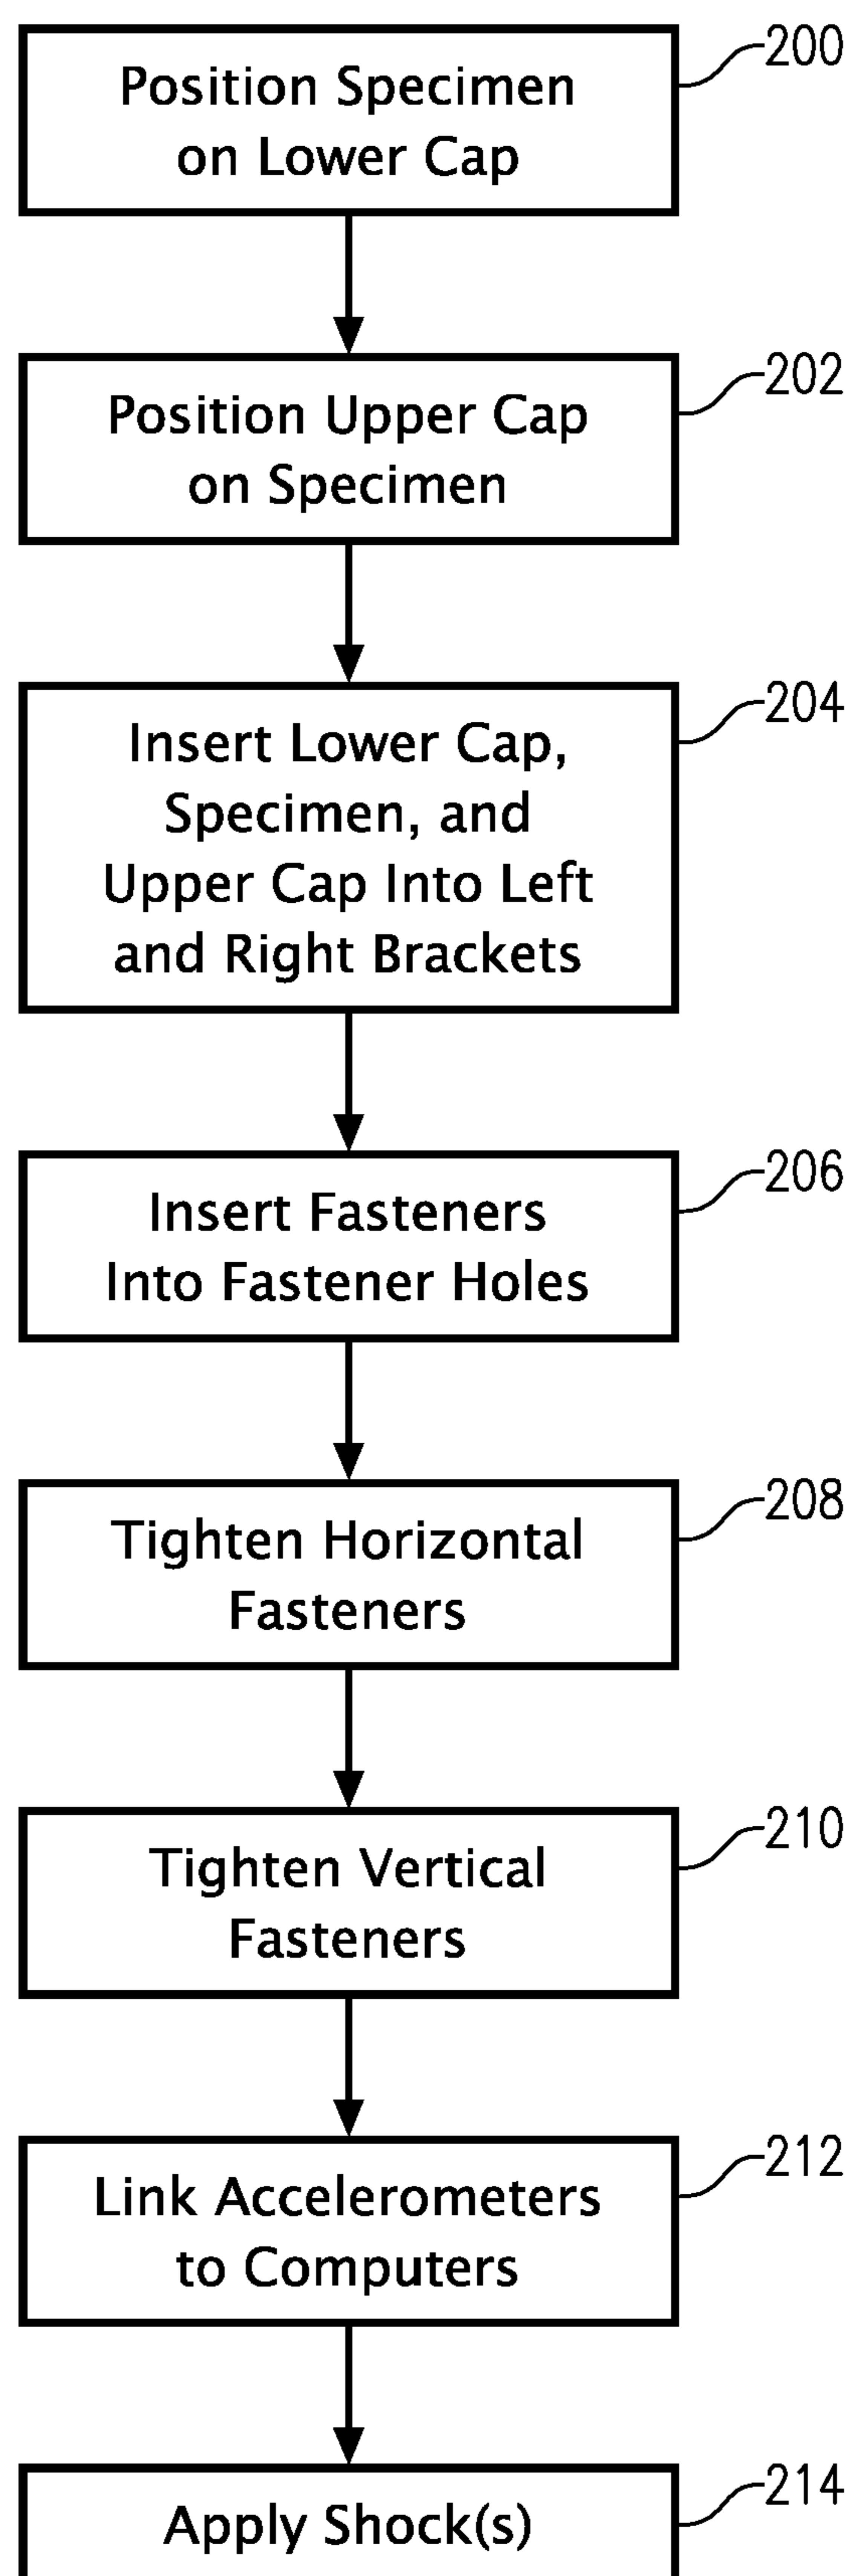 Position Specimen
on Lower Cap
200
Position Upper Cap
on Specimen
202
Insert Lower Cap,
Specimen, and
Upper Cap Into Left
and Right Brackets
204
Insert Fasteners
Into Fastener Holes
206
Tighten Horizontal
Fasteners
208
Tighten Vertical
Fasteners
210
Link Accelerometers
to Computers
212
Apply Shock(s)
214